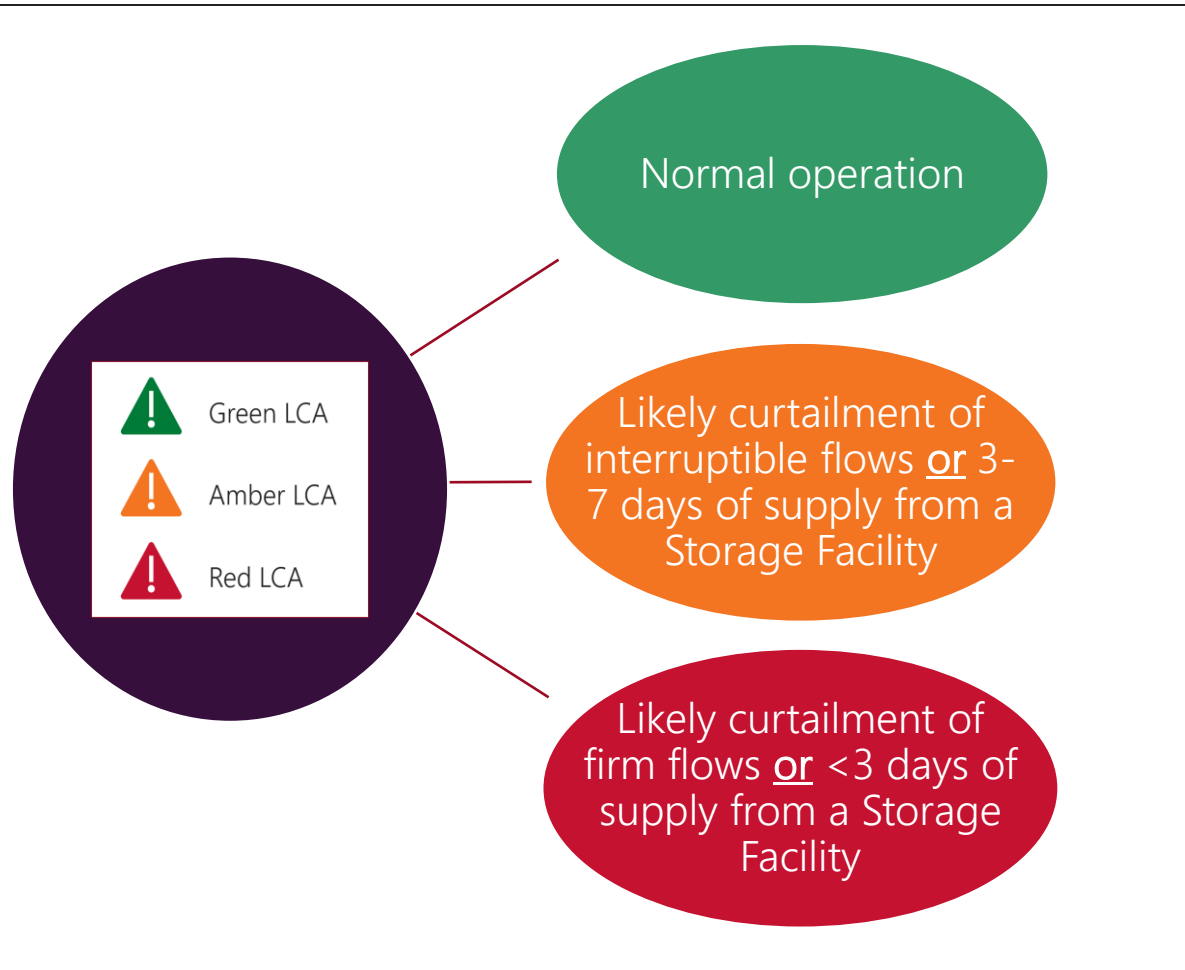 Green LCA
Amber LCA
Red LCA
Normal operation
Likely curtailment of
interruptible flows or 3-
7 days of supply from a
Storage Facility
Likely curtailment of
firm flows or <3 days of
supply from a Storage
Facility